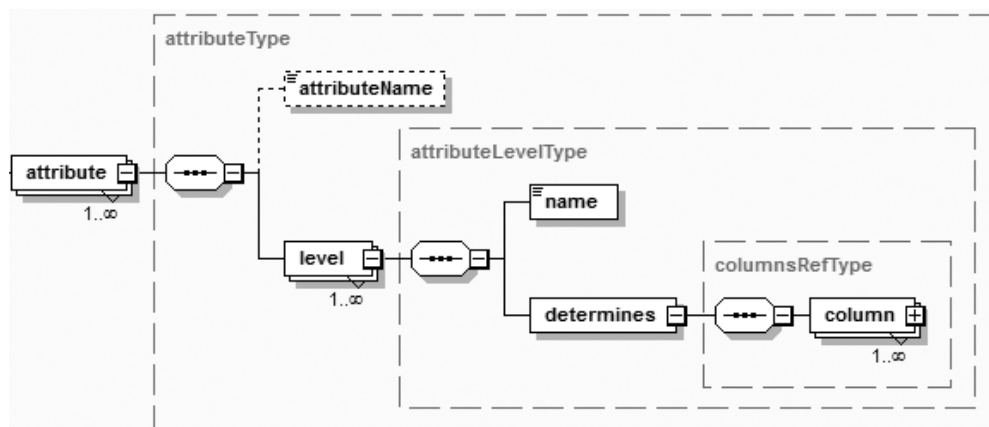 attributeType
attributeName
attributeLevelType
attribute
1..∞
name
level
1..∞
columnsRefType
determines
column
1..∞